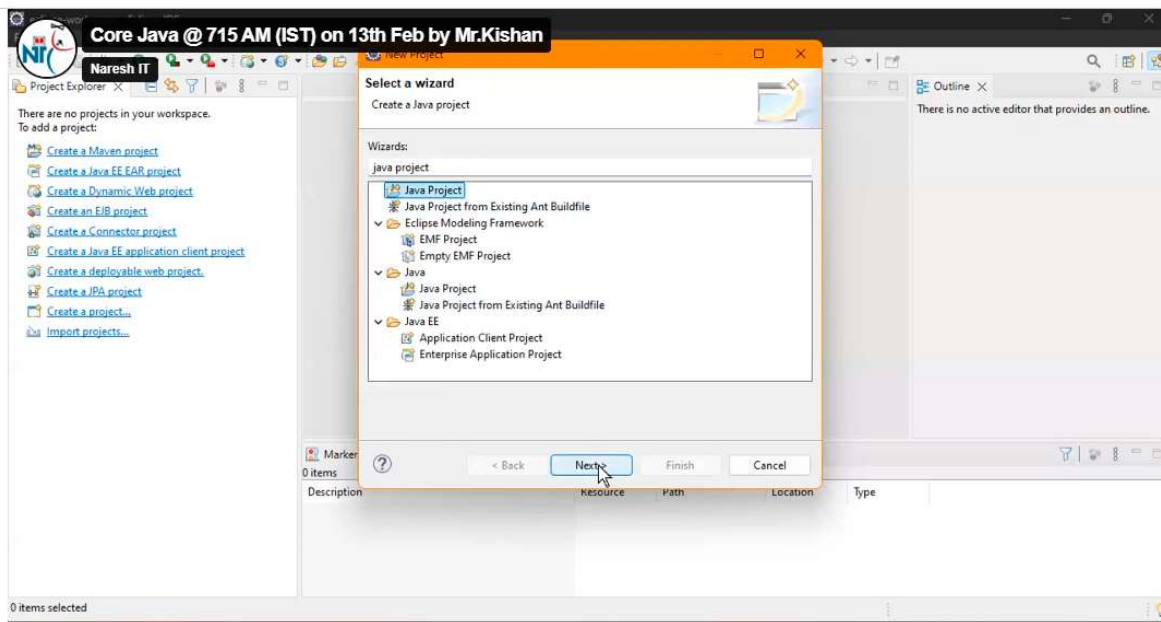 Core Java @ 715 AM (IST) on 13th Feb by Mr.Kishan
Naresh IT
NiT
New Project
Project Explorer
There are no projects in your workspace.
To add a project:
Create a Maven project
Create a Java EE EAR project
Create a Dynamic Web project
Create an EJB project
Create a Connector project
Create a Java EE application client project
Create a deployable web project.
Create a JPA project
Create a project...
Import projects...
Select a wizard
Create a Java project
Wizards:
java project
Java Project
Java Project from Existing Ant Buildfile
Eclipse Modeling Framework
EMF Project
Empty EMF Project
Java
Java Project
Java Project from Existing Ant Buildfile
Java EE
Application Client Project
Enterprise Application Project
< Back
Next >
Finish
Cancel
Outline
There is no active editor that provides an outline.
Marker
0 items
Description
Resource
Path
Location
Type
0 items selected